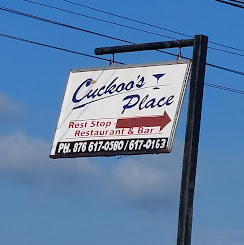 Cuckoo's
Place
Rest Stop
Restaurant & Bar
PH. 876 617-0580 / 617-0163